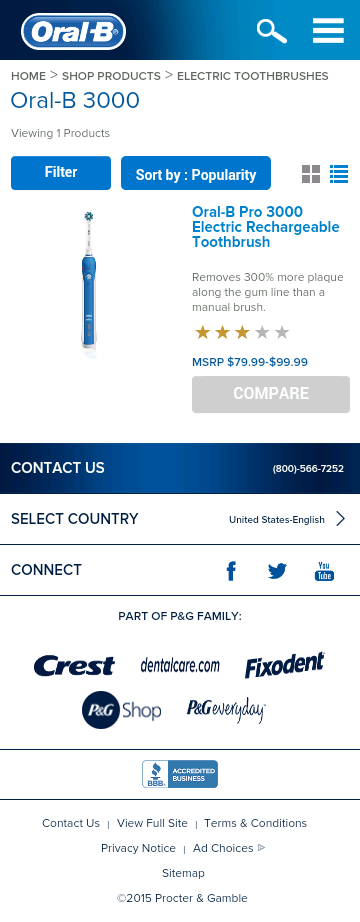 Oral-B
HOME > SHOP PRODUCTS > ELECTRIC TOOTHBRUSHES
Oral-B 3000
Viewing 1 Products
Filter
Sort by : Popularity
Oral-B Pro 3000
Electric Rechargeable
Toothbrush
Removes 300% more plaque
along the gum line than a
manual brush.
MSRP $79.99-$99.99
COMPARE
CONTACT US
(800)-566-7252
SELECT COUNTRY
United States-English
CONNECT
You
Tube
PART OF P&G FAMILY:
Crest
dentalcare.com
Fixodent
P&G Shop
P&G everyday
BBB
ACCREDITED
BUSINESS
Contact Us | View Full Site | Terms & Conditions
Privacy Notice | Ad Choices
Sitemap
©2015 Procter & Gamble